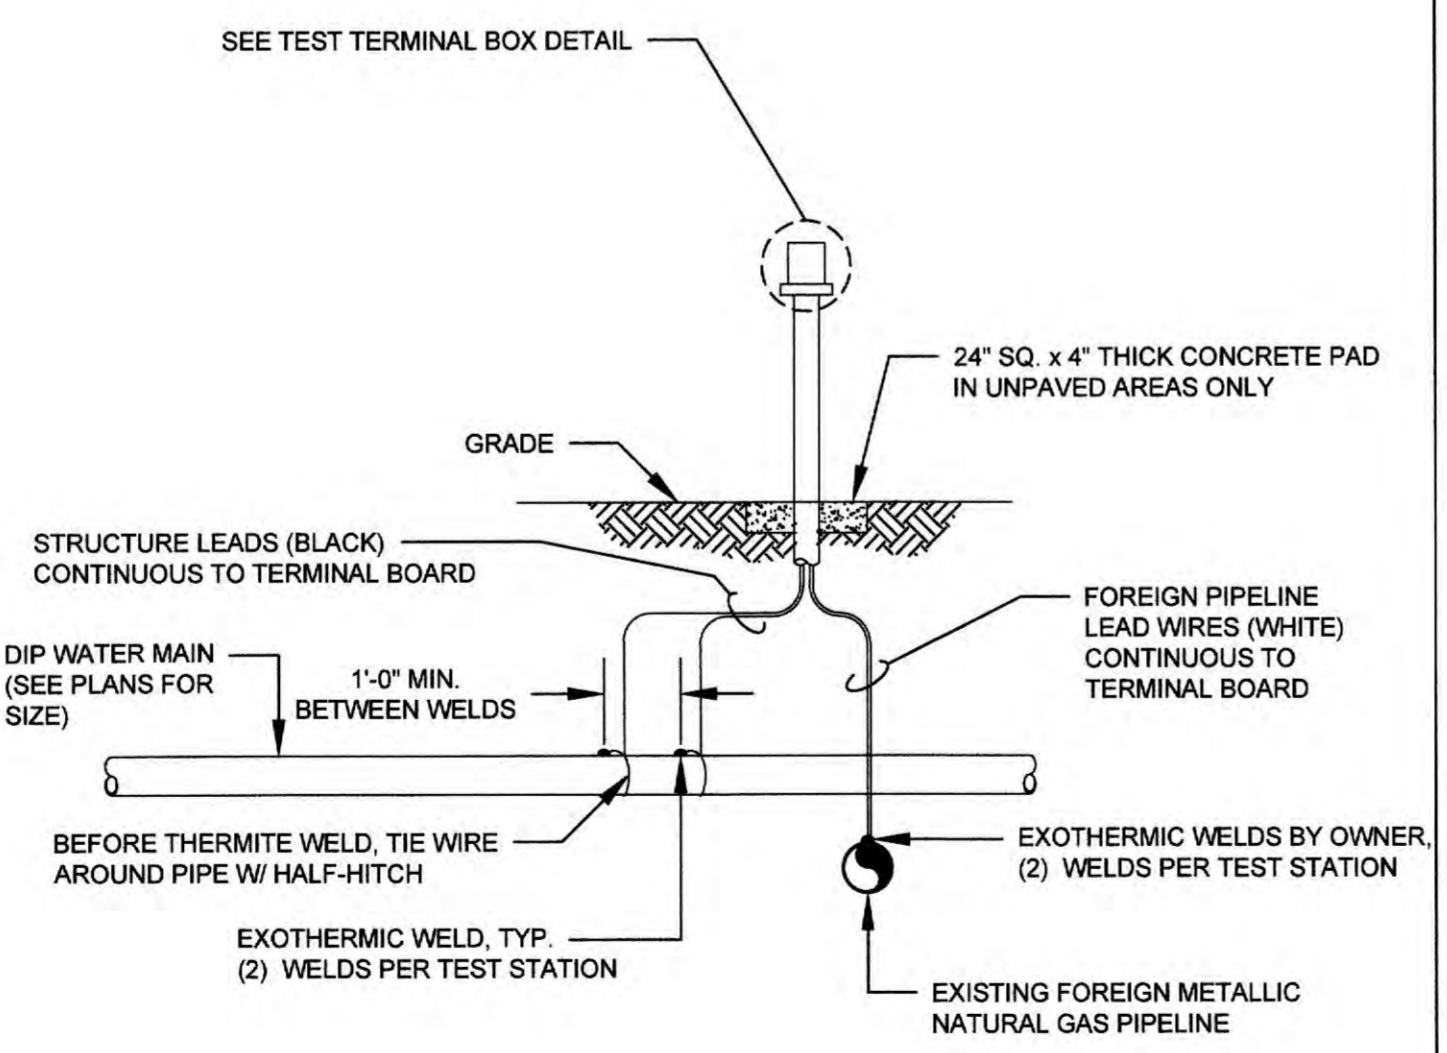 SEE TEST TERMINAL BOX DETAIL
24" SQ. x 4" THICK CONCRETE PAD
IN UNPAVED AREAS ONLY
GRADE
STRUCTURE LEADS (BLACK)
CONTINUOUS TO TERMINAL BOARD
FOREIGN PIPELINE
LEAD WIRES (WHITE)
CONTINUOUS TO
TERMINAL BOARD
DIP WATER MAIN
(SEE PLANS FOR
SIZE)
1'-0" MIN.
BETWEEN WELDS
BEFORE THERMITE WELD, TIE WIRE
AROUND PIPE W/ HALF-HITCH
EXOTHERMIC WELDS BY OWNER,
(2) WELDS PER TEST STATION
EXOTHERMIC WELD, TYP.
(2) WELDS PER TEST STATION
EXISTING FOREIGN METALLIC
NATURAL GAS PIPELINE